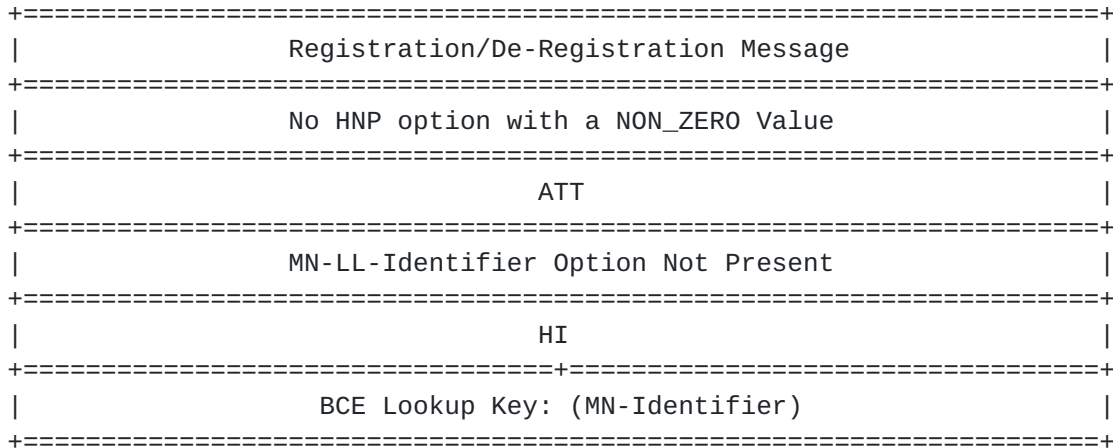 Registration/De-Registration Message
No HNP option with a NON_ZERO Value
ATT
MN-LL-Identifier Option Not Present
HI
BCE Lookup Key: (MN-Identifier)